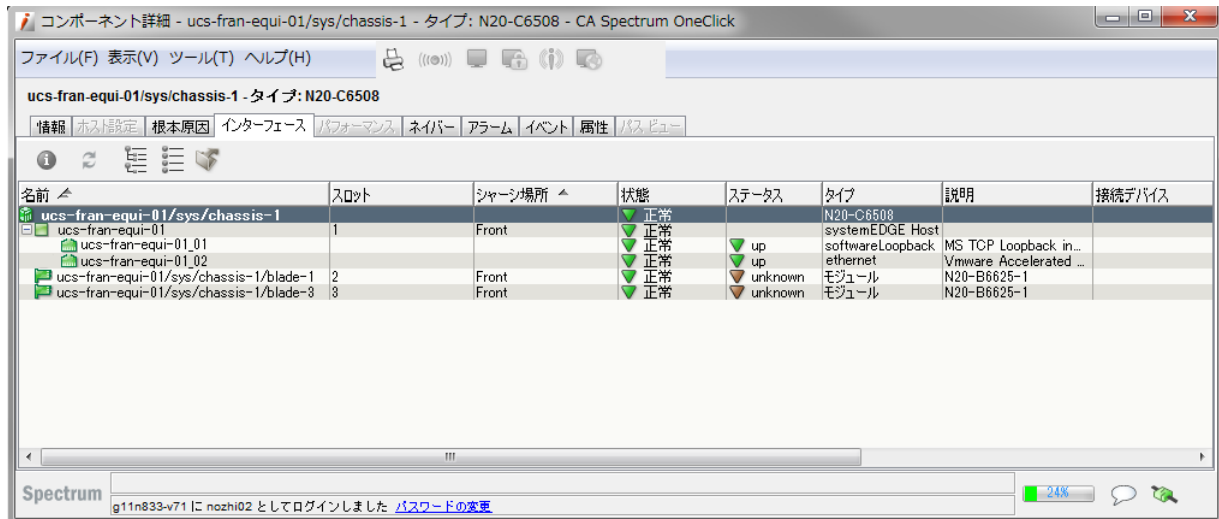 コンポーネント詳細 - ucs-fran-equi-01/sys/chassis-1 - タイプ: N20-C6508 - CA Spectrum OneClick
ファイル(F) 表示(V) ツール(T) ヘルプ(H)
ucs-fran-equi-01/sys/chassis-1 - タイプ: N20-C6508
情報 ホスト設定 根本原因 インターフェース パフォーマンス ネイバー アラーム イベント 属性 パス ビュー
名前 スロット シャーシ場所 状態 ステータス タイプ 説明 接続デバイス
ucs-fran-equi-01/sys/chassis-1 正常 N20-C6508
ucs-fran-equi-01 1 Front 正常 systemEDGE Host
ucs-fran-equi-01_01 正常 up softwareLoopback MS TCP Loopback in...
ucs-fran-equi-01_02 正常 up ethernet Vmware Accelerated ...
ucs-fran-equi-01/sys/chassis-1/blade-1 2 Front 正常 unknown モジュール N20-B6625-1
ucs-fran-equi-01/sys/chassis-1/blade-3 3 Front 正常 unknown モジュール N20-B6625-1
Spectrum 24%
g11n833-v71 に nozhi02 としてログインしました パスワードの変更